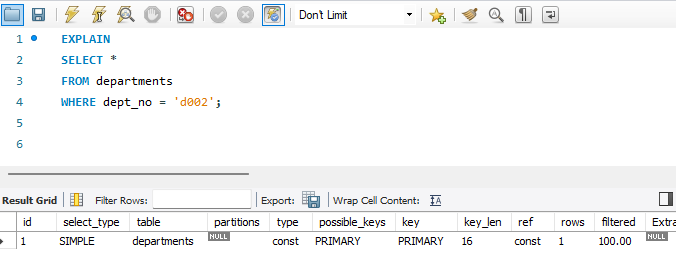 Don't Limit
1 EXPLAIN
2 SELECT *
3 FROM departments
4 WHERE dept_no = 'd002';
5
6
Result Grid Filter Rows: Export: Wrap Cell Content: IA
id select_type table partitions type possible_keys key key_len ref rows filtered Extra
1 SIMPLE departments NULL const PRIMARY PRIMARY 16 const 1 100.00 NULL